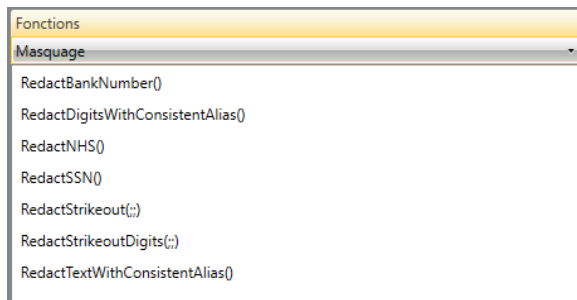 Fonctions
Masquage
RedactBankNumber()
RedactDigitsWithConsistentAlias()
RedactNHS()
RedactSSN()
RedactStrikeout(;;)
RedactStrikeoutDigits(;;)
RedactTextWithConsistentAlias()